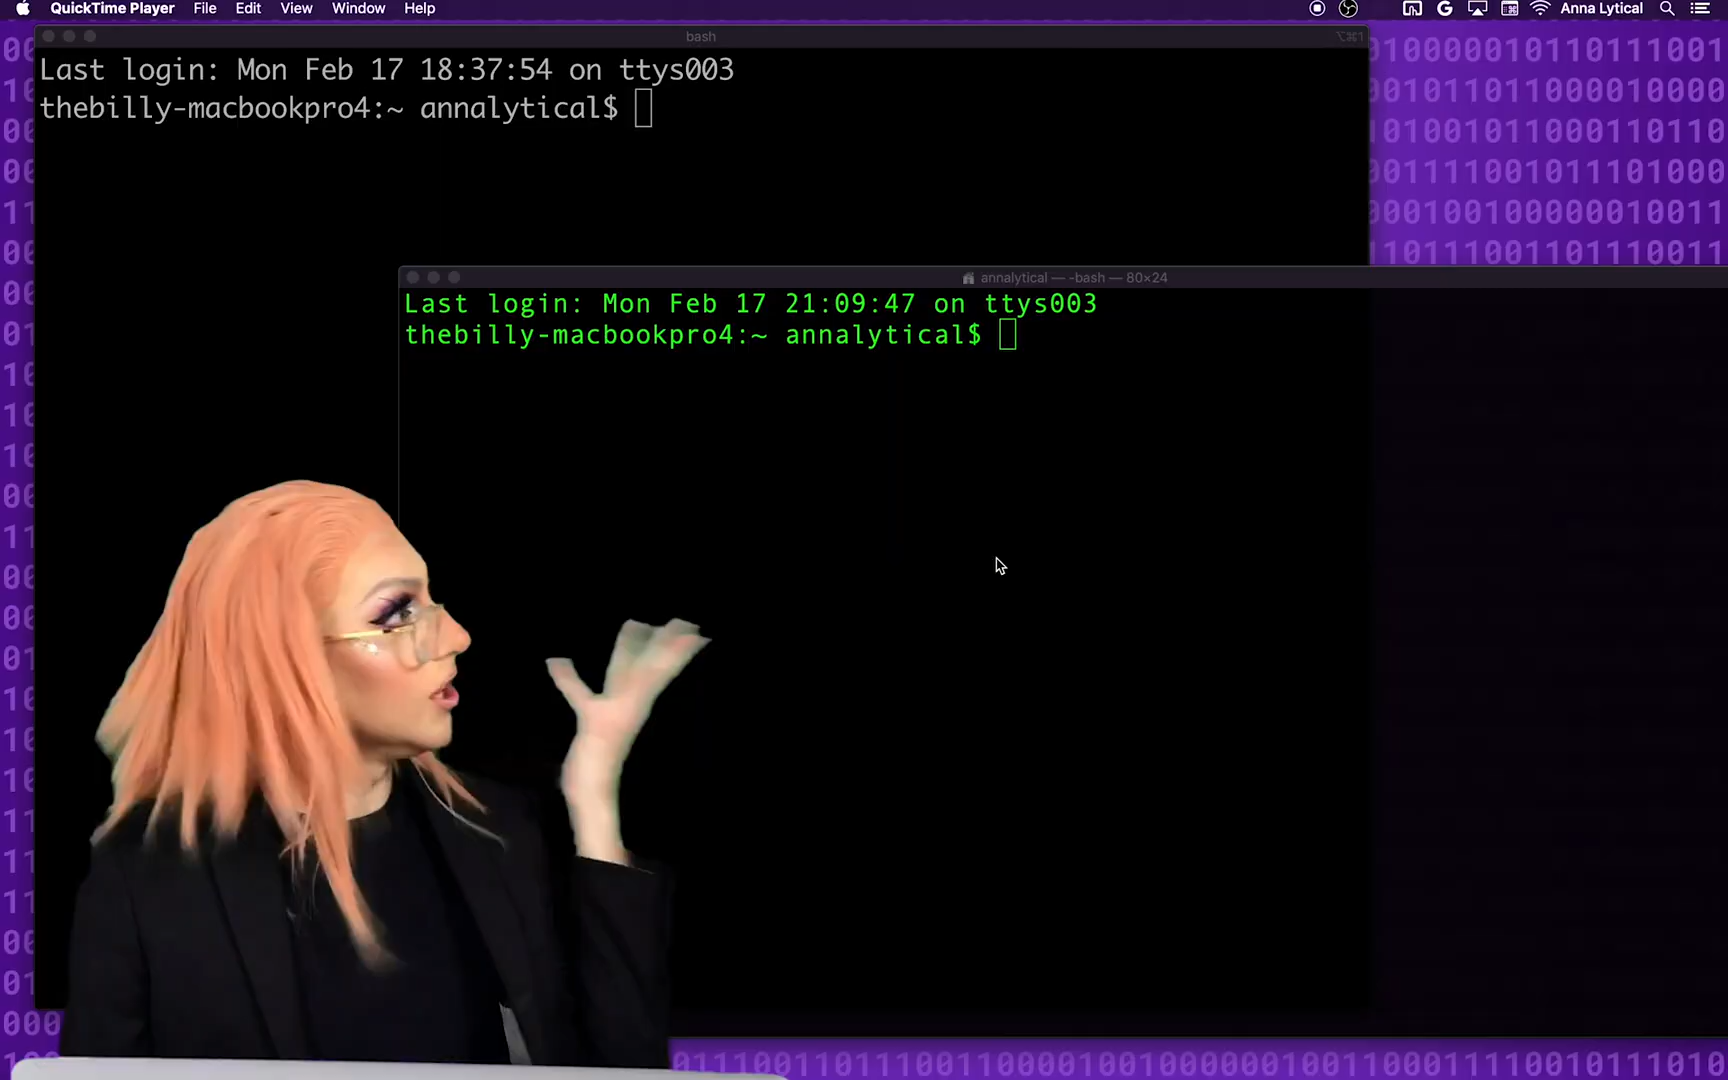 QuickTime Player File Edit View Window Help Anna Lytical
bash
⌥⌘1
Last login: Mon Feb 17 18:37:54 on ttys003
thebilly-macbookpro4:~ annalytical$
annalytical — -bash — 80×24
Last login: Mon Feb 17 21:09:47 on ttys003
thebilly-macbookpro4:~ annalytical$